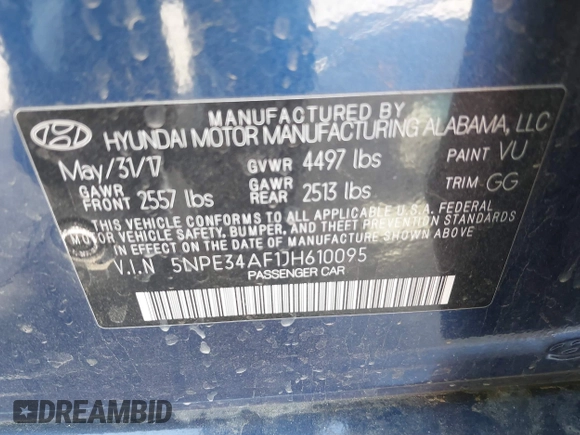 MANUFACTURED BY
HYUNDAI MOTOR MANUFACTURING ALABAMA, LLC
May/31/17 GVWR 4497 lbs PAINT VU
GAWR FRONT 2557 lbs GAWR REAR 2513 lbs TRIM GG
THIS VEHICLE CONFORMS TO ALL APPLICABLE U.S.A. FEDERAL
MOTOR VEHICLE SAFETY, BUMPER, AND THEFT PREVENTION STANDARDS
IN EFFECT ON THE DATE OF MANUFACTURE SHOWN ABOVE.
V.I.N 5NPE34AF1JH610095
PASSENGER CAR
DREAMBID